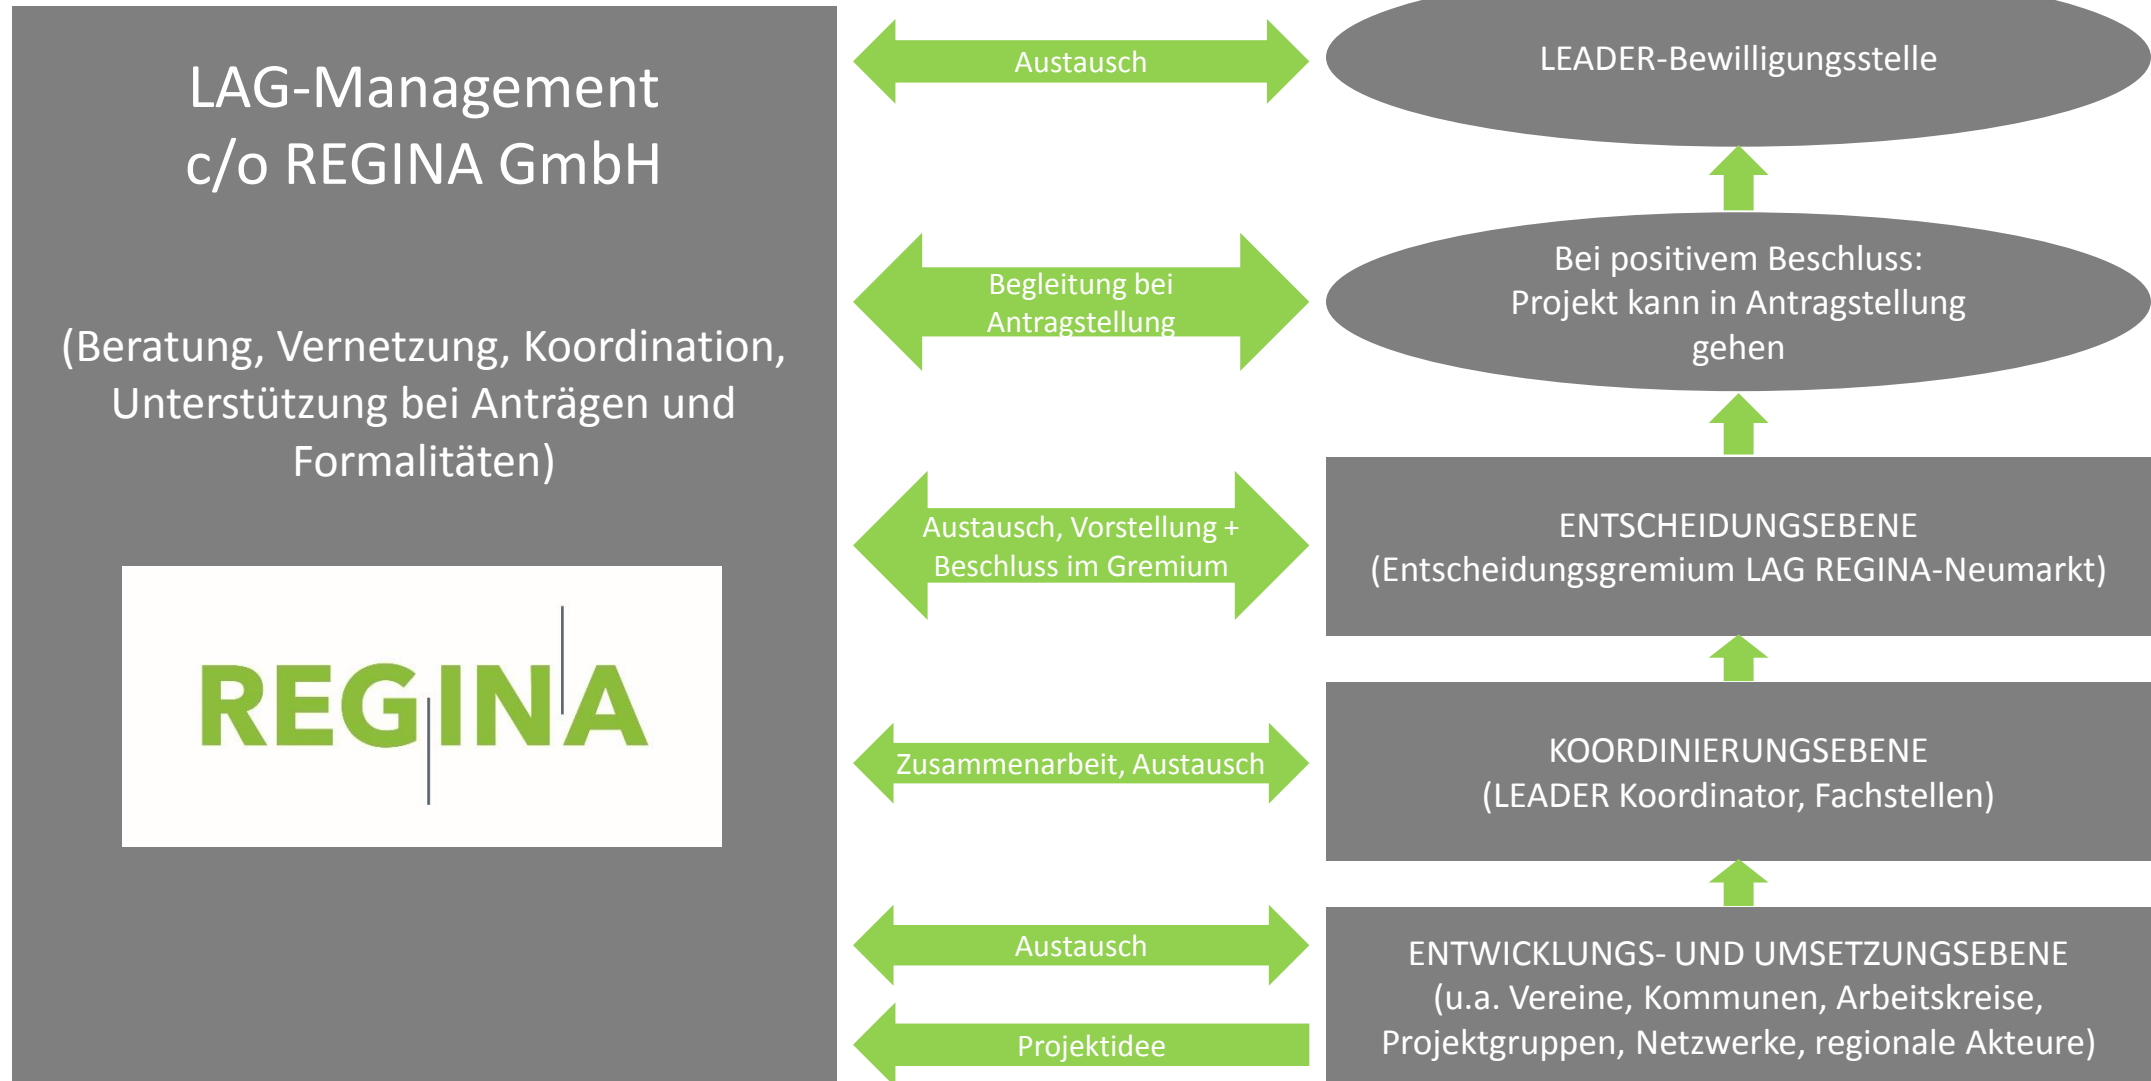 LAG-Management
c/o REGINA GmbH
(Beratung, Vernetzung, Koordination,
Unterstützung bei Anträgen und
Formalitäten)
REGINA
Austausch
LEADER-Bewilligungsstelle
Begleitung bei
Antragstellung
Bei positivem Beschluss:
Projekt kann in Antragstellung
gehen
Austausch, Vorstellung +
Beschluss im Gremium
ENTSCHEIDUNGSEBENE
(Entscheidungsgremium LAG REGINA-Neumarkt)
Zusammenarbeit, Austausch
KOORDINIERUNGSEBENE
(LEADER Koordinator, Fachstellen)
Austausch
Projektidee
ENTWICKLUNGS- UND UMSETZUNGSEBENE
(u.a. Vereine, Kommunen, Arbeitskreise,
Projektgruppen, Netzwerke, regionale Akteure)